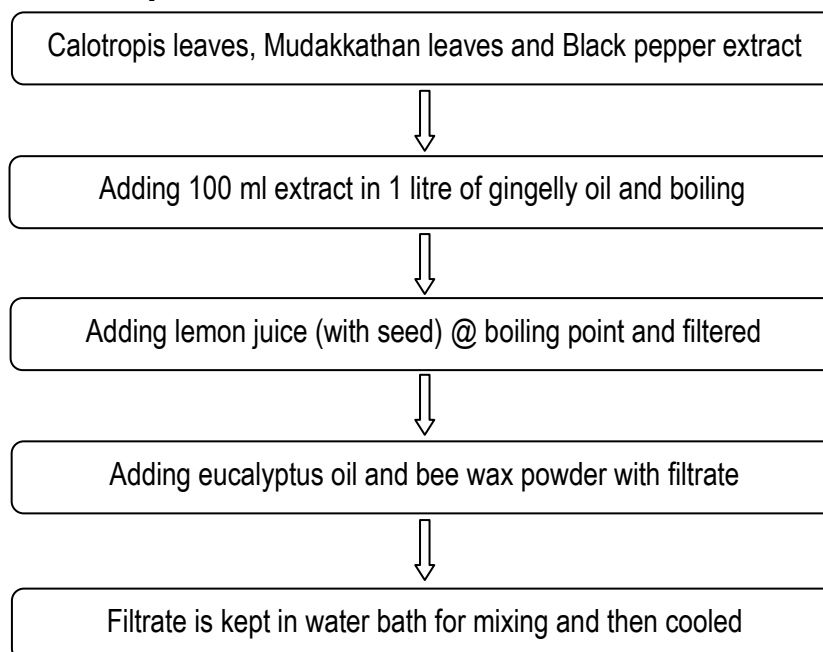 Calotropis leaves, Mudakkathan leaves and Black pepper extract
Adding 100 ml extract in 1 litre of gingelly oil and boiling
Adding lemon juice (with seed) @ boiling point and filtered
Adding eucalyptus oil and bee wax powder with filtrate
Filtrate is kept in water bath for mixing and then cooled